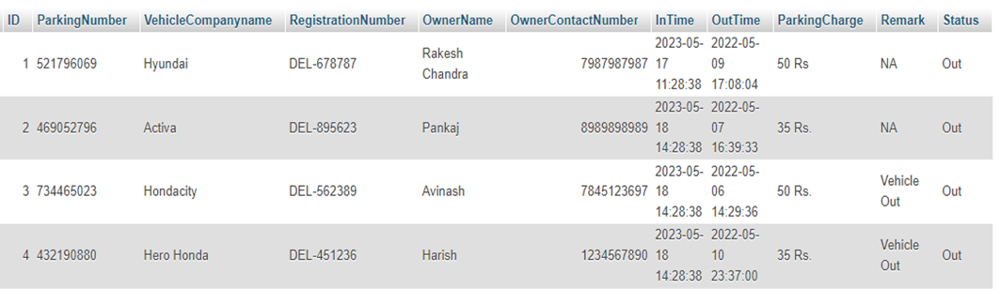 ID ParkingNumber VehicleCompanyname RegistrationNumber OwnerName OwnerContactNumber InTime OutTime ParkingCharge Remark Status
1 521796069 Hyundai DEL-678787 Rakesh Chandra 7987987987 2023-05-17 11:28:38 2022-05-09 17:08:04 50 Rs NA Out
2 469052796 Activa DEL-895623 Pankaj 8989898989 2023-05-18 14:28:38 2022-05-07 16:39:33 35 Rs. NA Out
3 734465023 Hondacity DEL-562389 Avinash 7845123697 2023-05-18 14:28:38 2022-05-06 14:29:36 50 Rs. Vehicle Out Out
4 432190880 Hero Honda DEL-451236 Harish 1234567890 2023-05-18 14:28:38 2022-05-10 23:37:00 35 Rs. Vehicle Out Out